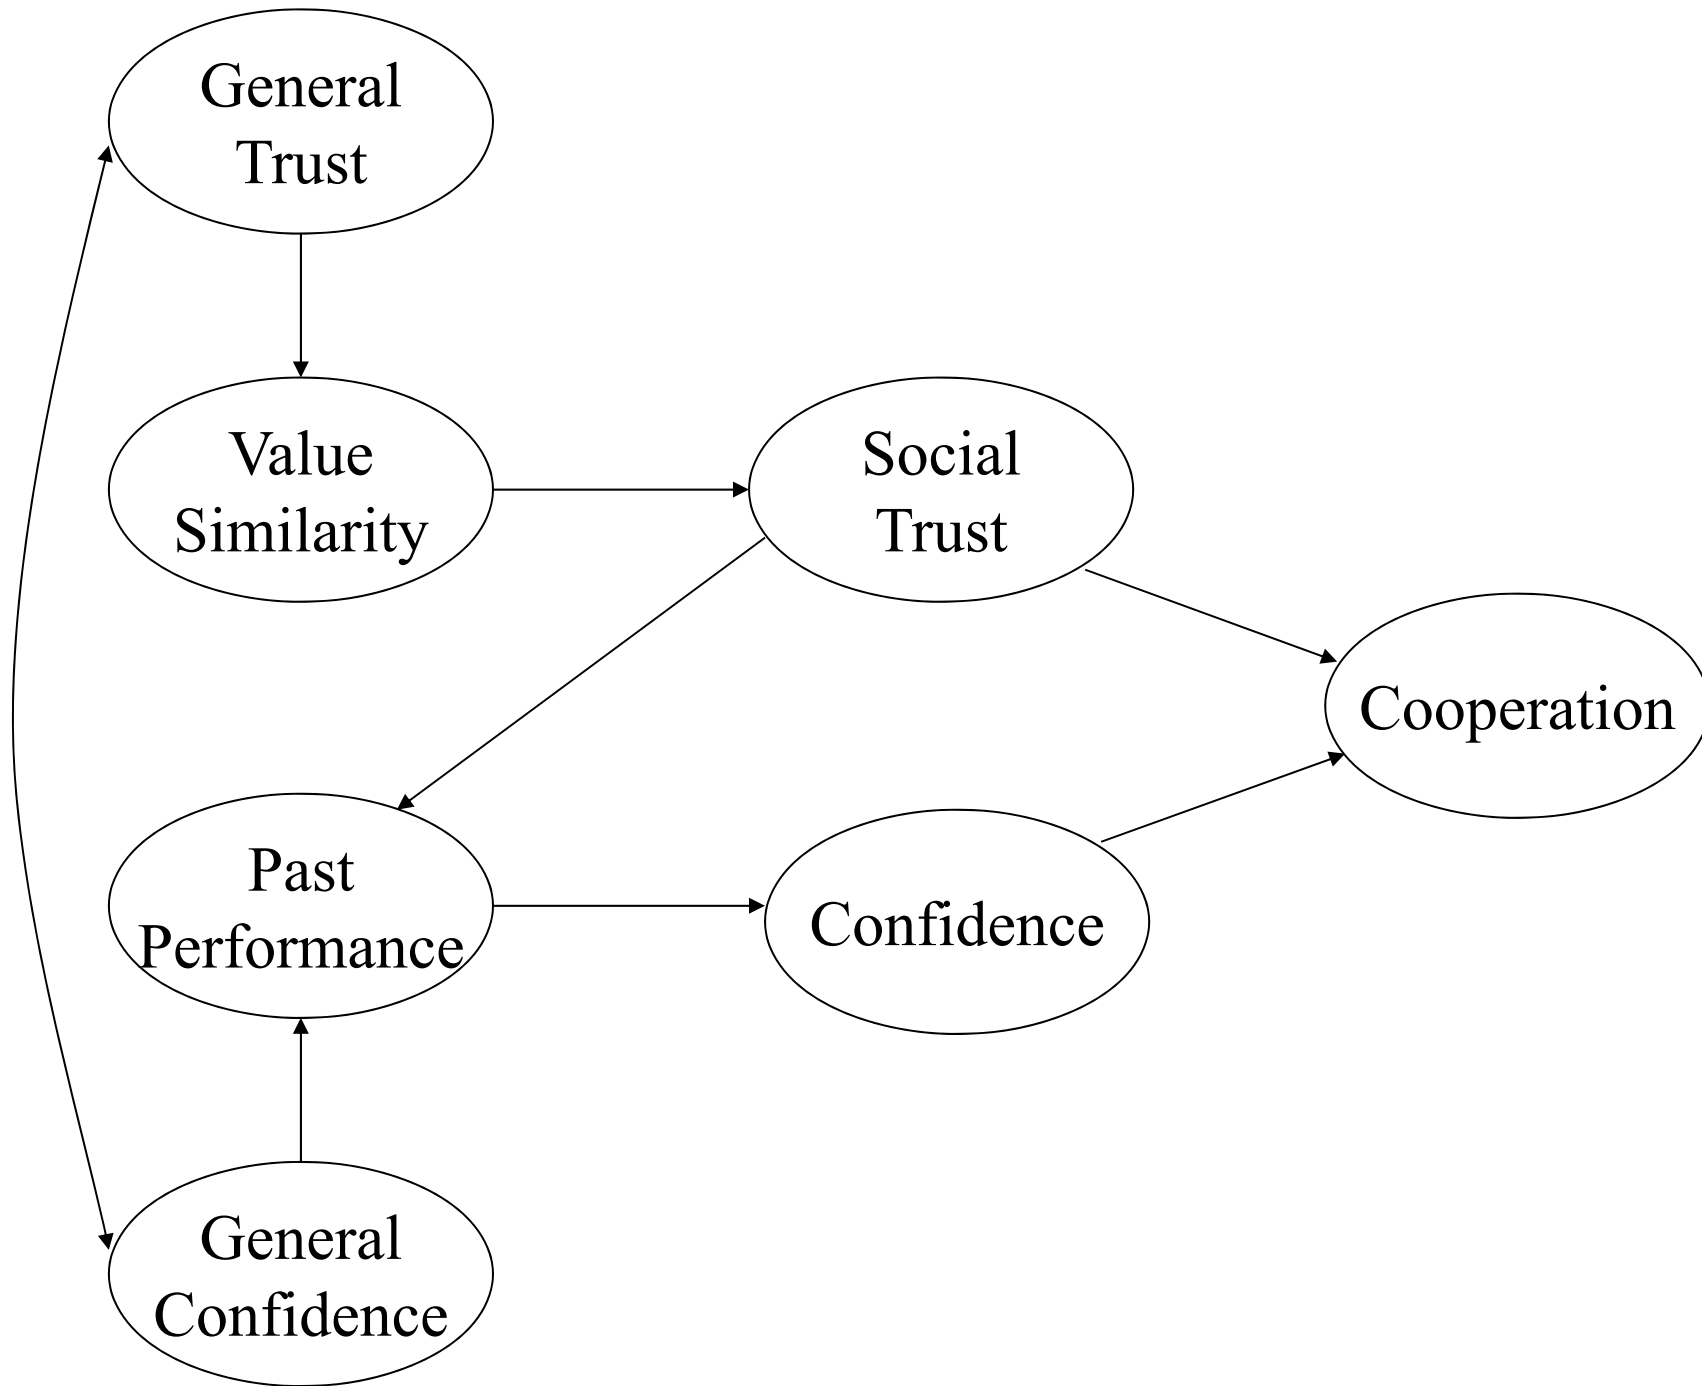 General
Trust
Value
Similarity
Social
Trust
Cooperation
Past
Performance
Confidence
General
Confidence